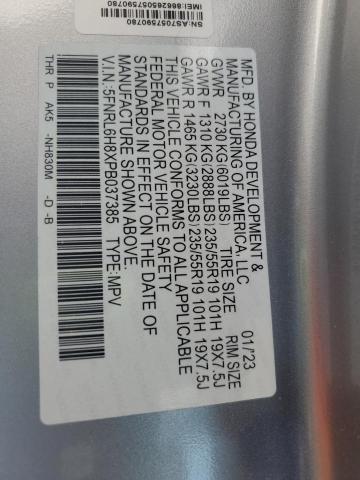 IMEI:866265057590780
SN:AS7057590780
MFD. BY HONDA DEVELOPMENT &
MANUFACTURING OF AMERICA, LLC 01/23
GVWR 2730 KG(6019LBS) TIRE SIZE RIM SIZE
GAWR F 1310 KG(2888LBS) 235/55R19 101H 19X7.5J
GAWR R 1465 KG(3230LBS) 235/55R19 101H 19X7.5J
THIS VEHICLE CONFORMS TO ALL APPLICABLE
FEDERAL MOTOR VEHICLE SAFETY
STANDARDS IN EFFECT ON THE DATE OF
MANUFACTURE SHOWN ABOVE.
V.I.N.:5FNRL6H8XPB037385 TYPE:MPV
THR P AK5 -NH830M -D -B